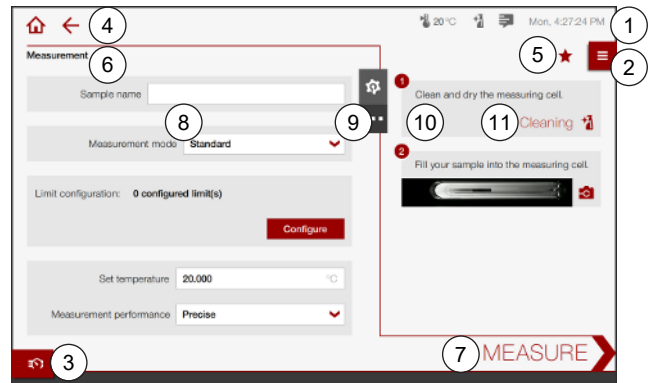 4
20 °C
Mon, 4:27:24 PM
1
Measurement
6
5
2
Sample name
1
Clean and dry the measuring cell.
8
9
10
11
Cleaning
Measurement mode
Standard
2
Fill your sample into the measuring cell.
Limit configuration:
0 configured limit(s)
Configure
Set temperature
20.000
°C
Measurement performance
Precise
3
7
MEASURE